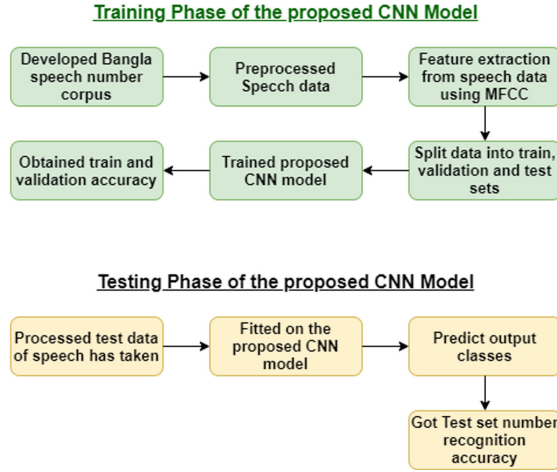 Training Phase of the proposed CNN Model
Developed Bangla
speech number
corpus
Preprocessed
Specch data
Feature extraction
from speech data
using MFCC
Split data into train,
validation and test
sets
Trained proposed
CNN model
Obtained train and
validation accuracy
Testing Phase of the proposed CNN Model
Processed test data
of speech has taken
Fitted on the
proposed CNN
model
Predict output
classes
Got Test set number
recognition
accuracy